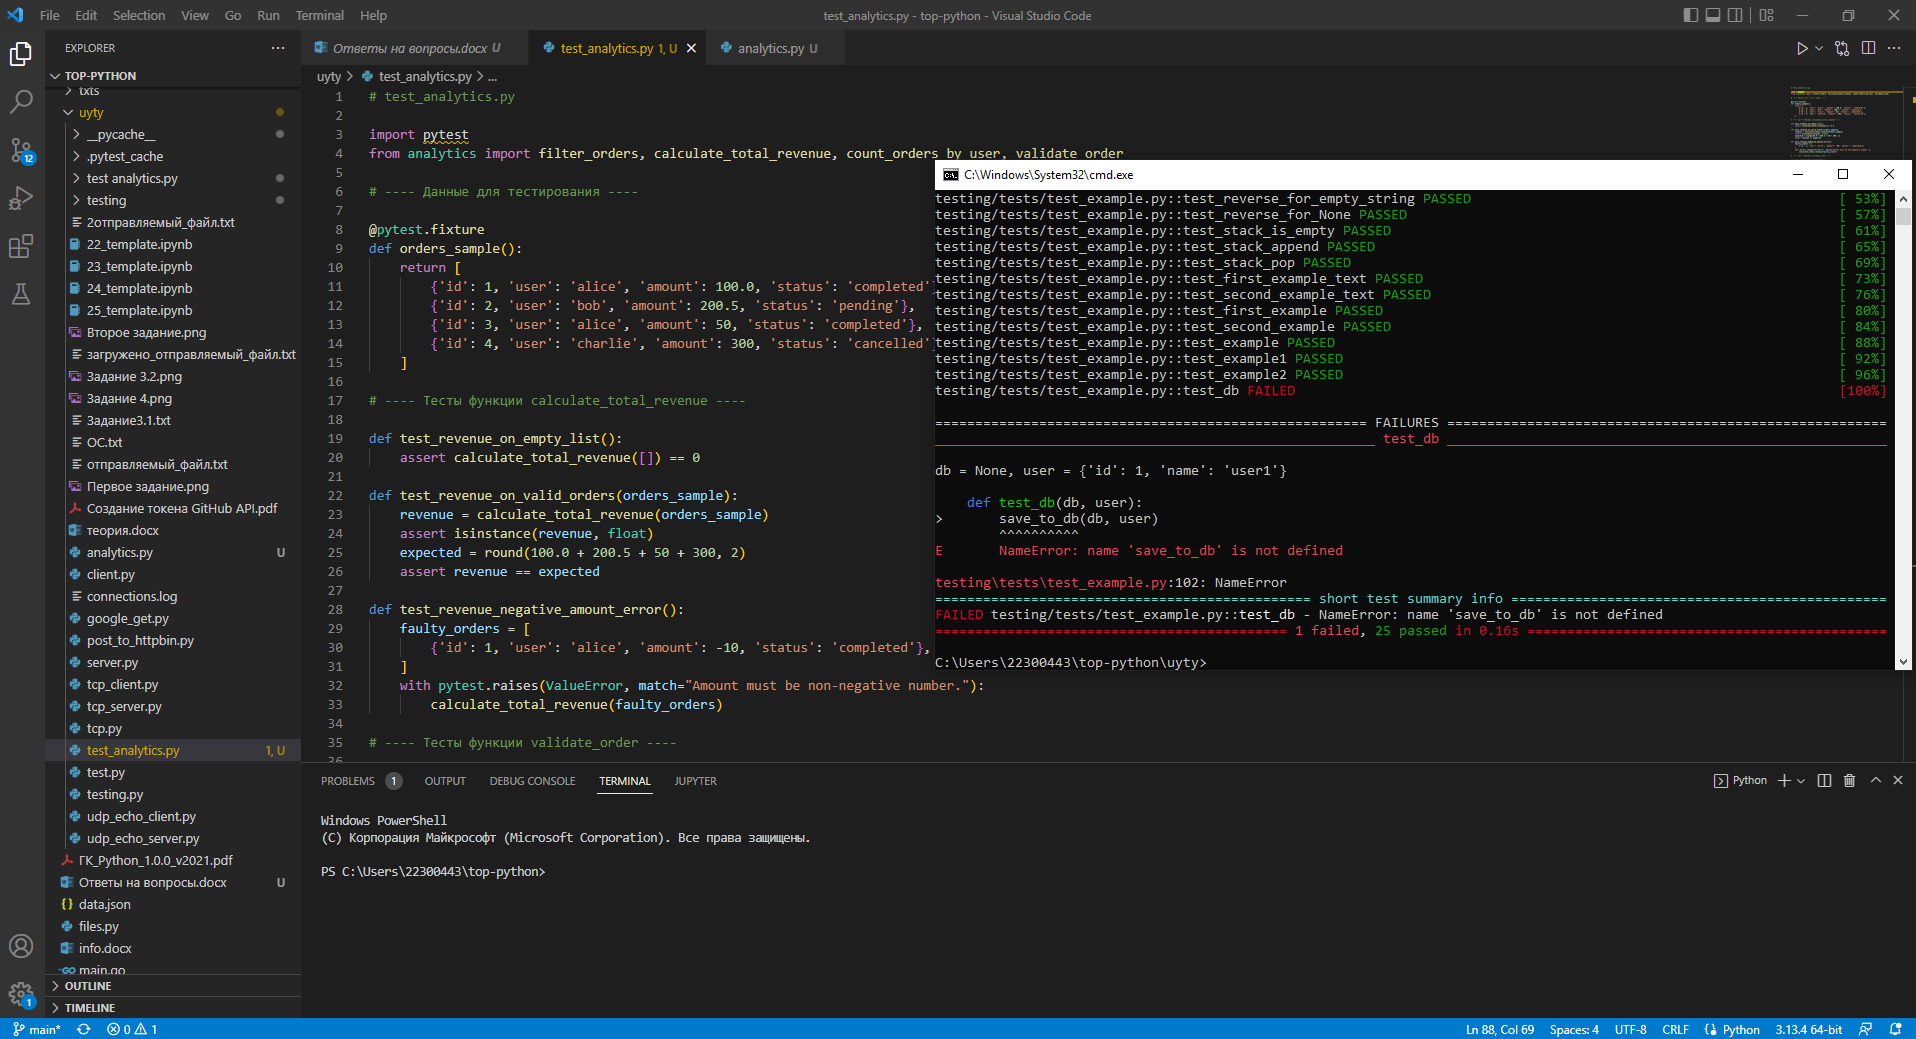 File Edit Selection View Go Run Terminal Help
test_analytics.py - top-python - Visual Studio Code
EXPLORER
TOP-PYTHON
txts
uyty
__pycache__
.pytest_cache
test analytics.py
testing
2отправляемый_файл.txt
22_template.ipynb
23_template.ipynb
24_template.ipynb
25_template.ipynb
Второе задание.png
загружено_отправляемый_файл.txt
Задание 3.2.png
Задание 4.png
Задание3.1.txt
ОС.txt
отправляемый_файл.txt
Первое задание.png
Создание токена GitHub API.pdf
теория.docx
analytics.py U
client.py
connections.log
google_get.py
post_to_httpbin.py
server.py
tcp_client.py
tcp_server.py
tcp.py
test_analytics.py 1, U
test.py
testing.py
udp_echo_client.py
udp_echo_server.py
ГК_Python_1.0.0_v2021.pdf
Ответы на вопросы.docx U
data.json
files.py
info.docx
main.go
OUTLINE
TIMELINE
12
1
Ответы на вопросы.docx U
test_analytics.py 1, U
analytics.py U
uyty > test_analytics.py > ...
1 # test_analytics.py
2
3 import pytest
4 from analytics import filter_orders, calculate_total_revenue, count_orders_by_user, validate_order
5
6 # ---- Данные для тестирования ----
7
8 @pytest.fixture
9 def orders_sample():
10 return [
11 {'id': 1, 'user': 'alice', 'amount': 100.0, 'status': 'completed'
12 {'id': 2, 'user': 'bob', 'amount': 200.5, 'status': 'pending'},
13 {'id': 3, 'user': 'alice', 'amount': 50, 'status': 'completed'},
14 {'id': 4, 'user': 'charlie', 'amount': 300, 'status': 'cancelled'
15 ]
16
17 # ---- Тесты функции calculate_total_revenue ----
18
19 def test_revenue_on_empty_list():
20 assert calculate_total_revenue([]) == 0
21
22 def test_revenue_on_valid_orders(orders_sample):
23 revenue = calculate_total_revenue(orders_sample)
24 assert isinstance(revenue, float)
25 expected = round(100.0 + 200.5 + 50 + 300, 2)
26 assert revenue == expected
27
28 def test_revenue_negative_amount_error():
29 faulty_orders = [
30 {'id': 1, 'user': 'alice', 'amount': -10, 'status': 'completed'},
31 ]
32 with pytest.raises(ValueError, match="Amount must be non-negative number."):
33 calculate_total_revenue(faulty_orders)
34
35 # ---- Тесты функции validate_order ----
36
C:\Windows\System32\cmd.exe
testing/tests/test_example.py::test_reverse_for_empty_string PASSED [ 53%]
testing/tests/test_example.py::test_reverse_for_None PASSED [ 57%]
testing/tests/test_example.py::test_stack_is_empty PASSED [ 61%]
testing/tests/test_example.py::test_stack_append PASSED [ 65%]
testing/tests/test_example.py::test_stack_pop PASSED [ 69%]
testing/tests/test_example.py::test_first_example_text PASSED [ 73%]
testing/tests/test_example.py::test_second_example_text PASSED [ 76%]
testing/tests/test_example.py::test_first_example PASSED [ 80%]
testing/tests/test_example.py::test_second_example PASSED [ 84%]
testing/tests/test_example.py::test_example PASSED [ 88%]
testing/tests/test_example.py::test_example1 PASSED [ 92%]
testing/tests/test_example.py::test_example2 PASSED [ 96%]
testing/tests/test_example.py::test_db FAILED [100%]
====================================================== FAILURES =======================================================
_______________________________________________________ test_db _______________________________________________________
db = None, user = {'id': 1, 'name': 'user1'}
def test_db(db, user):
> save_to_db(db, user)
^^^^^^^^^^
E NameError: name 'save_to_db' is not defined
testing\tests\test_example.py:102: NameError
=============================================== short test summary info ===============================================
FAILED testing/tests/test_example.py::test_db - NameError: name 'save_to_db' is not defined
============================================ 1 failed, 25 passed in 0.16s =============================================
C:\Users\22300443\top-python\uyty>
PROBLEMS 1 OUTPUT DEBUG CONSOLE TERMINAL JUPYTER
Python
Windows PowerShell
(C) Корпорация Майкрософт (Microsoft Corporation). Все права защищены.
PS C:\Users\22300443\top-python>
main* 0 1
Ln 88, Col 69 Spaces: 4 UTF-8 CRLF Python 3.13.4 64-bit